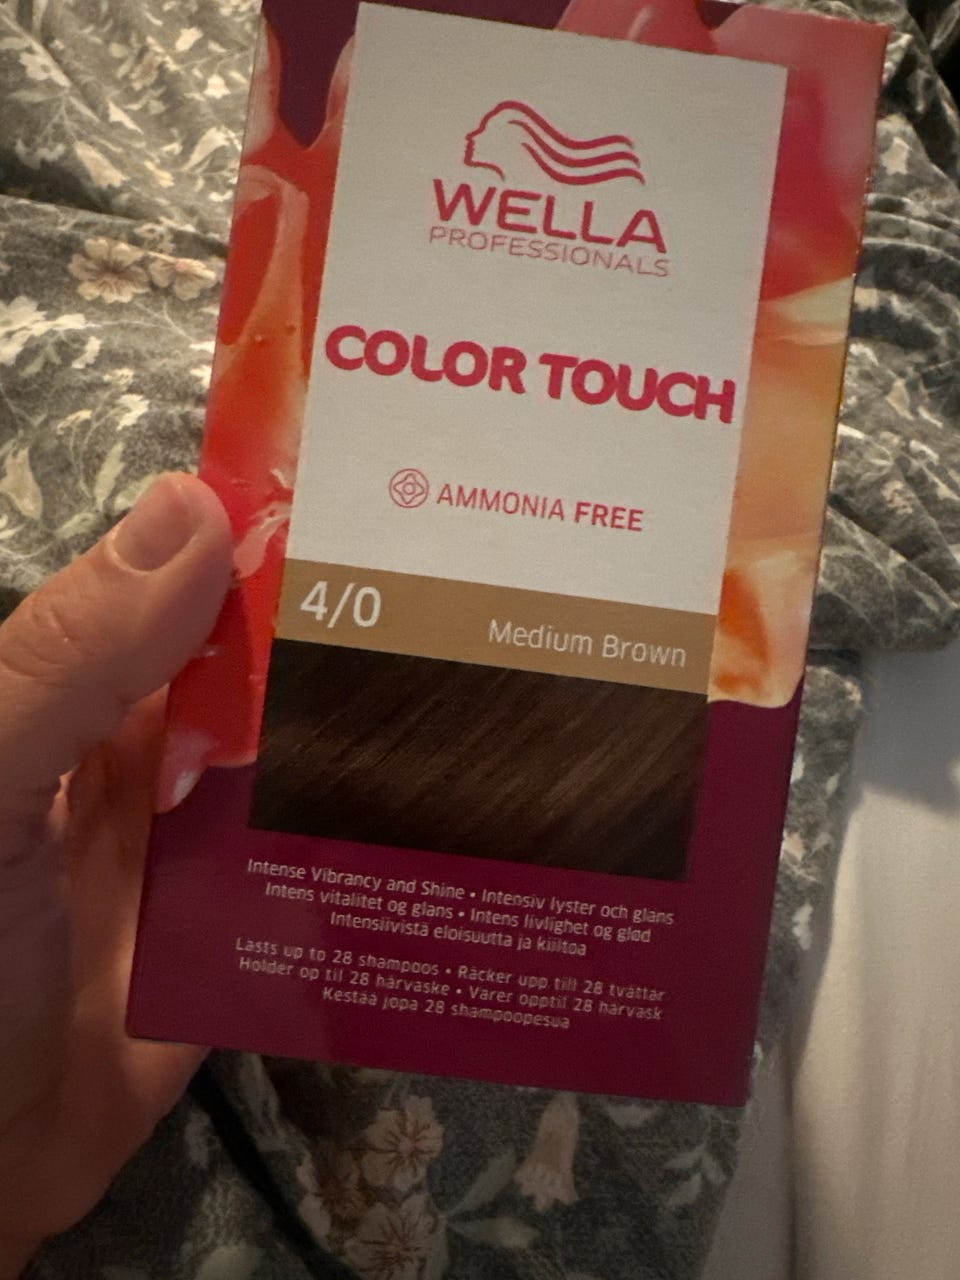 WELLA
PROFESSIONALS
COLOR TOUCH
AMMONIA FREE
4/0 Medium Brown
Intense Vibrancy and Shine • Intensiv lyster och glans
Intens vitalitet og glans • Intens livlighet og glød
Intensiivistä eloisuutta ja kiiltoa
Lasts up to 28 shampoos • Räcker upp till 28 tvättar
Holder op til 28 hårvaske • Varer opptil 28 hårvask
Kestää jopa 28 shampoopesua